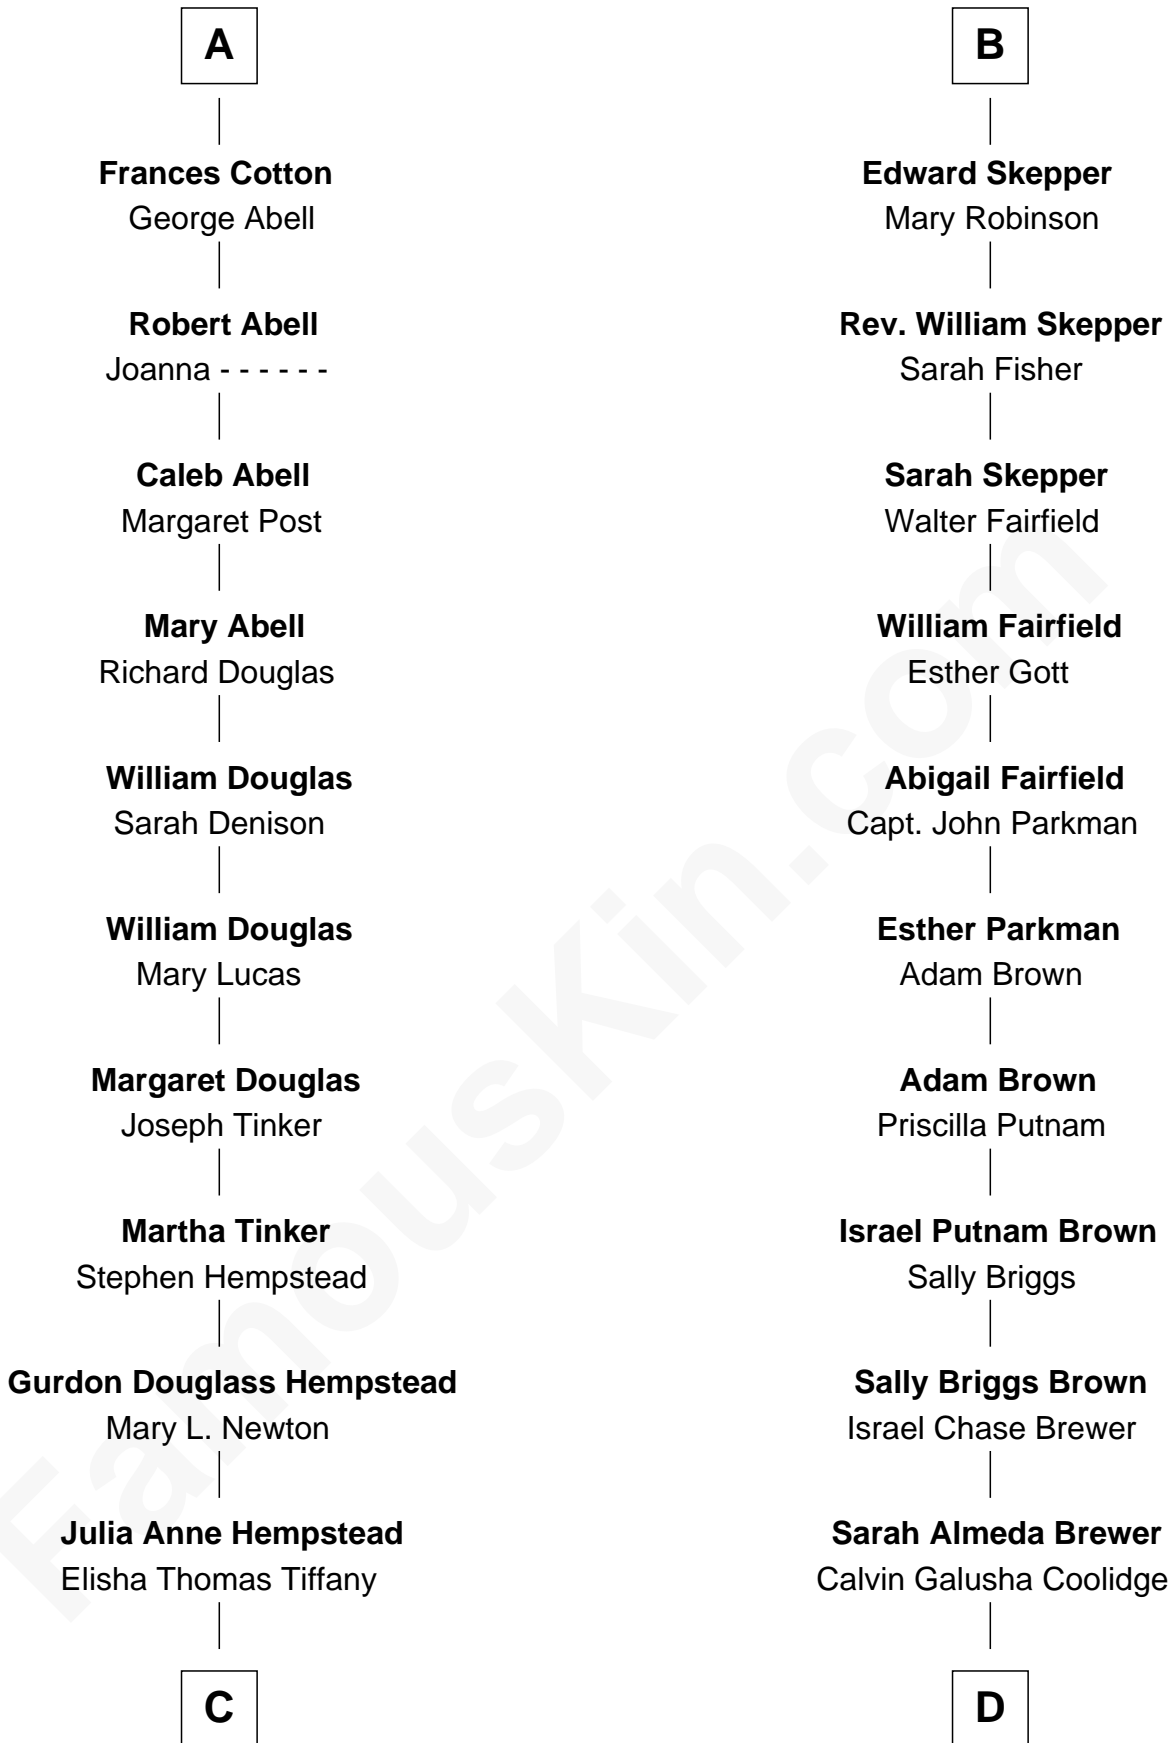 A
Frances Cotton
George Abell
Robert Abell
Joanna - - - - - -
Caleb Abell
Margaret Post
Mary Abell
Richard Douglas
William Douglas
Sarah Denison
William Douglas
Mary Lucas
Margaret Douglas
Joseph Tinker
Martha Tinker
Stephen Hempstead
Gurdon Douglass Hempstead
Mary L. Newton
Julia Anne Hempstead
Elisha Thomas Tiffany
C
B
Edward Skepper
Mary Robinson
Rev. William Skepper
Sarah Fisher
Sarah Skepper
Walter Fairfield
William Fairfield
Esther Gott
Abigail Fairfield
Capt. John Parkman
Esther Parkman
Adam Brown
Adam Brown
Priscilla Putnam
Israel Putnam Brown
Sally Briggs
Sally Briggs Brown
Israel Chase Brewer
Sarah Almeda Brewer
Calvin Galusha Coolidge
D
FamousKin.com